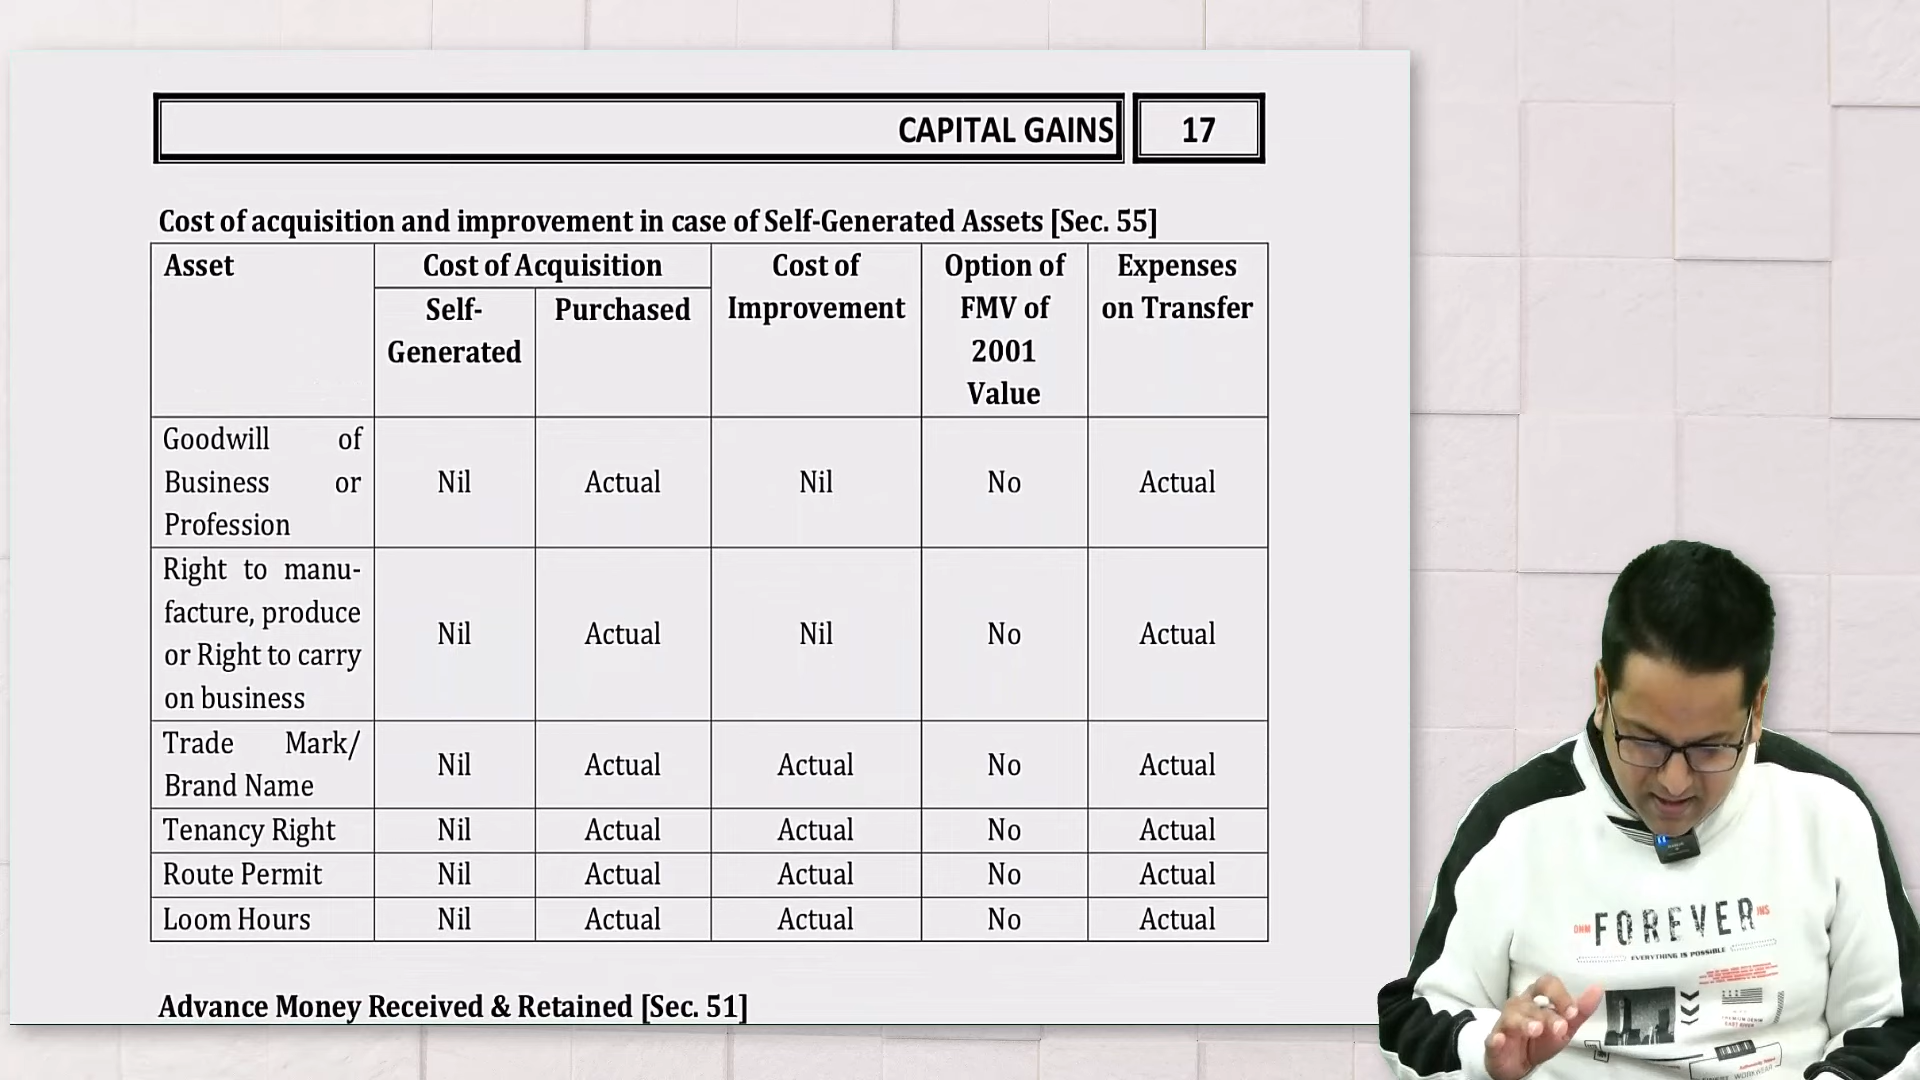 CAPITAL GAINS 17
Cost of acquisition and improvement in case of Self-Generated Assets [Sec. 55]
Asset Cost of Acquisition Cost of Improvement Option of FMV of 2001 Value Expenses on Transfer
Self-Generated Purchased
Goodwill of Business or Profession Nil Actual Nil No Actual
Right to manu-facture, produce or Right to carry on business Nil Actual Nil No Actual
Trade Mark/ Brand Name Nil Actual Actual No Actual
Tenancy Right Nil Actual Actual No Actual
Route Permit Nil Actual Actual No Actual
Loom Hours Nil Actual Actual No Actual
Advance Money Received & Retained [Sec. 51]
FOREVER
EVERYTHING IS POSSIBLE